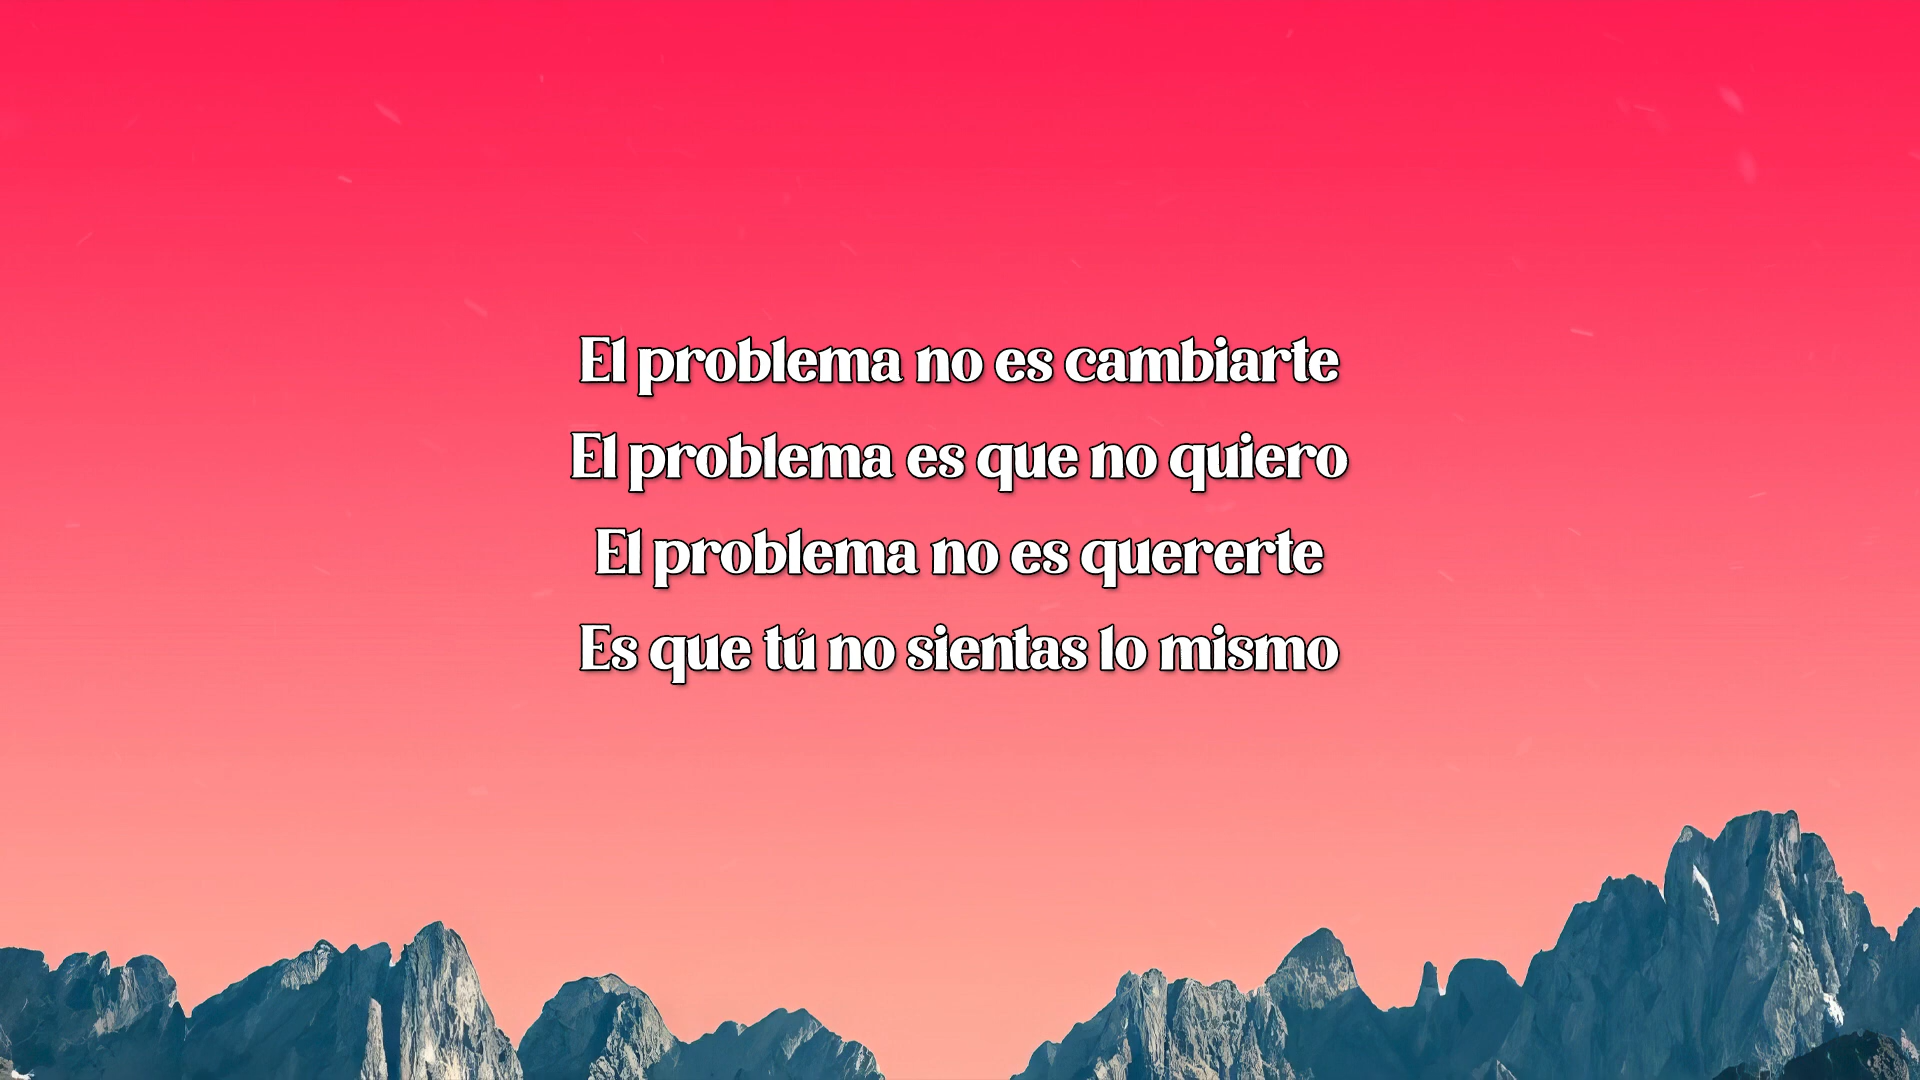 El problema no es cambiarte
El problema es que no quiero
El problema no es quererte
Es que tú no sientas lo mismo